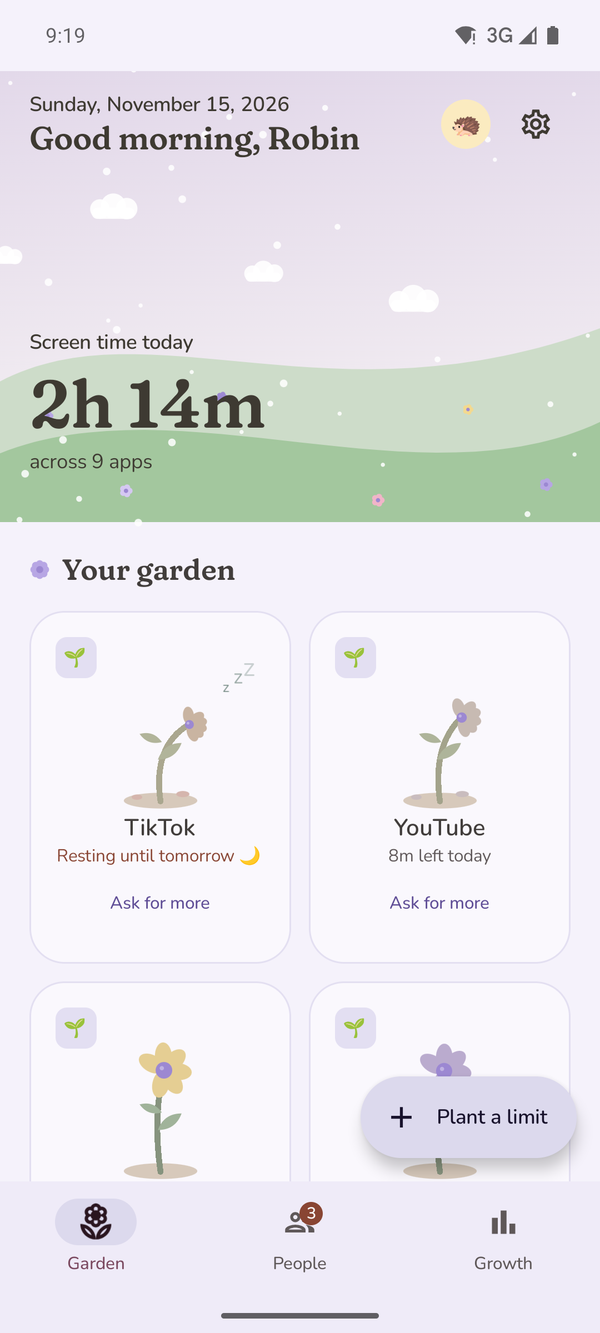 9:19
3G
Sunday, November 15, 2026
Good morning, Robin
Screen time today
2h 14m
across 9 apps
Your garden
z z Z
TikTok
Resting until tomorrow 🌙
Ask for more
YouTube
8m left today
Ask for more
+ Plant a limit
Garden
3
People
Growth